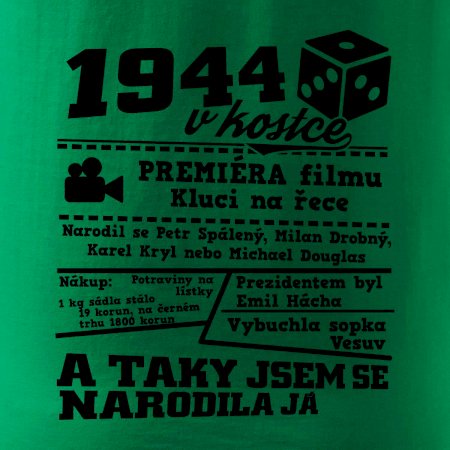 1944
v kostce
PREMIÉRA filmu
Kluci na řece
Narodil se Petr Spálený, Milan Drobný,
Karel Kryl nebo Michael Douglas
Nákup: Potraviny na
lístky
1 kg sádla stálo
19 korun, na černém
trhu 1800 korun
Prezidentem byl
Emil Hácha
Vybuchla sopka
Vesuv
A TAKY JSEM SE
NARODILA JÁ